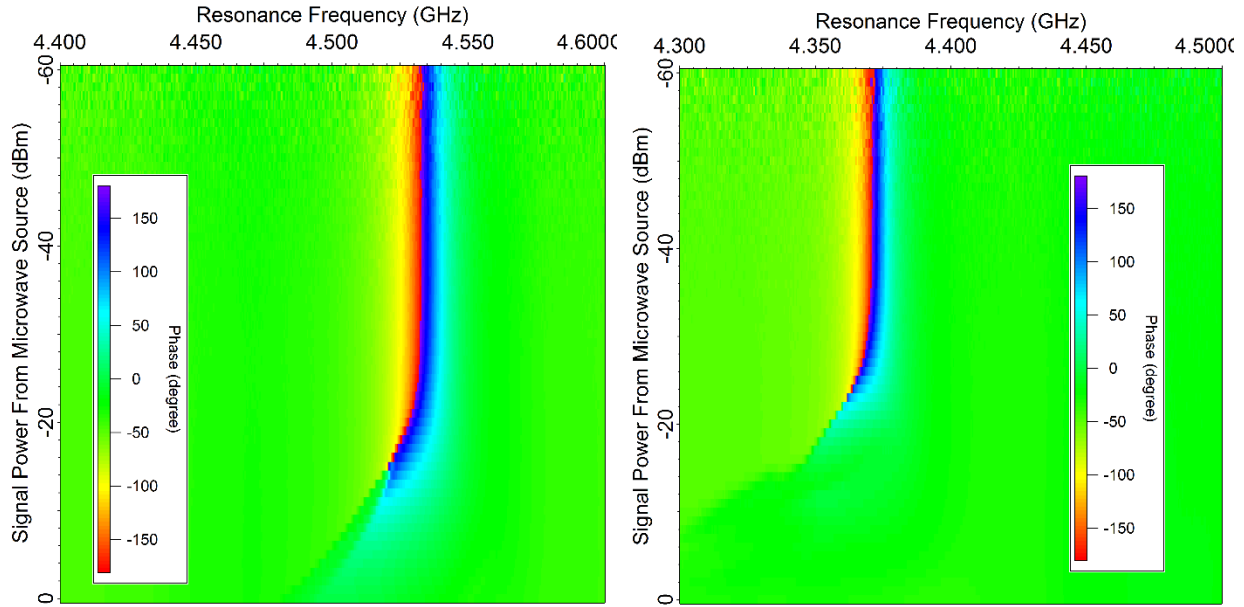 Resonance Frequency (GHz)
4.400 4.450 4.500 4.550 4.6000
Signal Power From Microwave Source (dBm)
-60
-40
-20
0
150
100
50
0
-50
-100
-150
Phase (degree)
Resonance Frequency (GHz)
4.300 4.350 4.400 4.450 4.5000
Signal Power From Microwave Source (dBm)
-60
-40
-20
0
150
100
50
0
-50
-100
-150
Phase (degree)